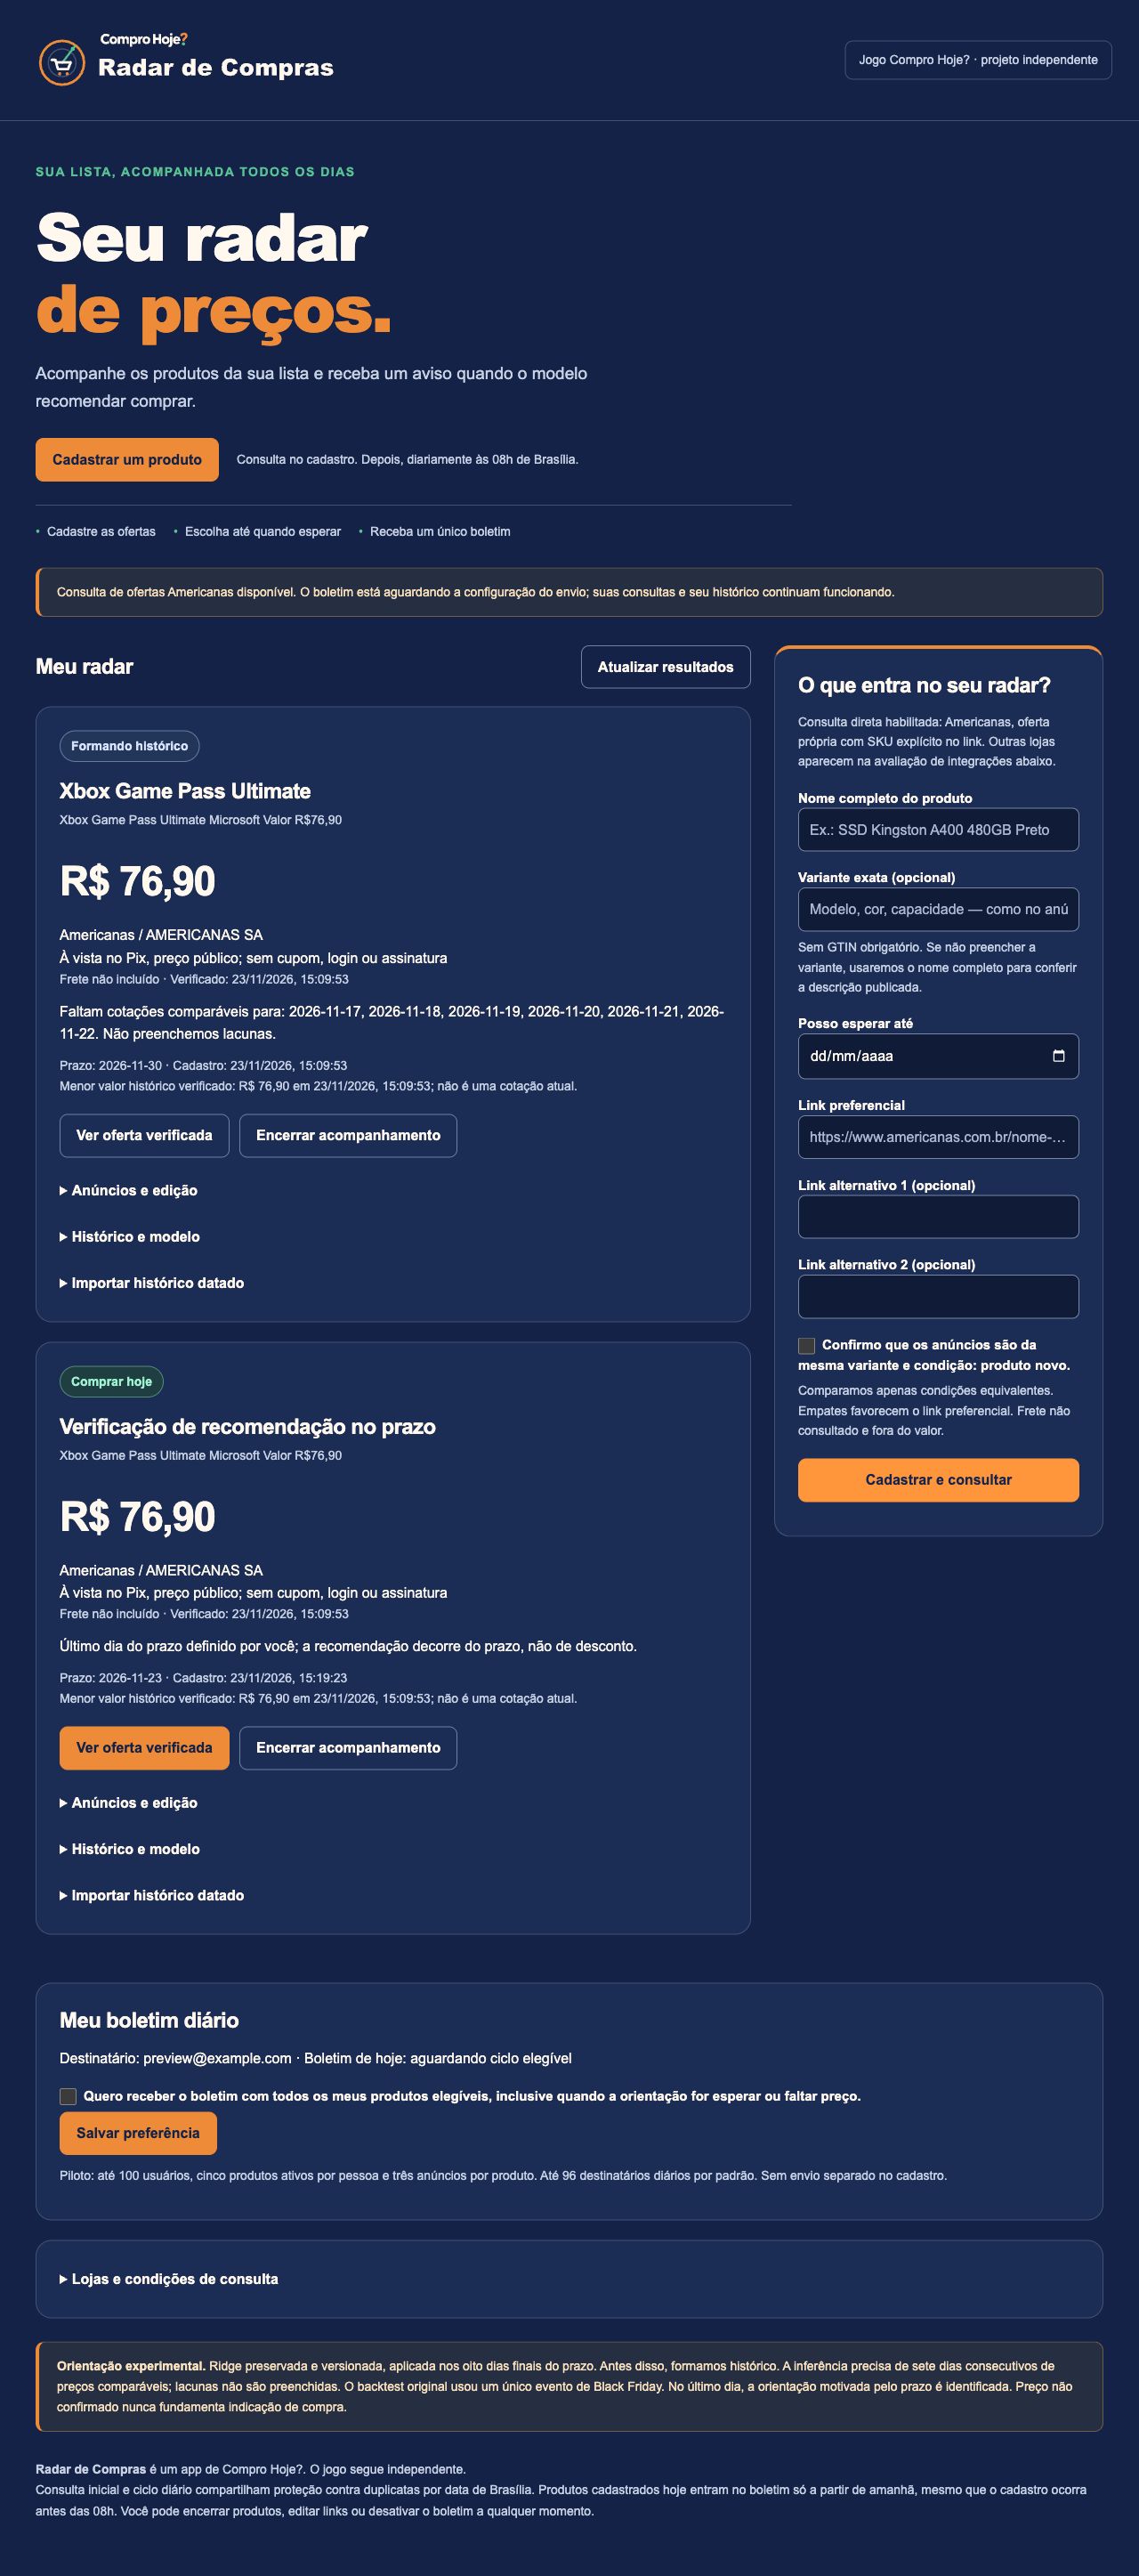 Compro Hoje?
Radar de Compras
Jogo Compro Hoje? · projeto independente
SUA LISTA, ACOMPANHADA TODOS OS DIAS
Seu radar
de preços.
Acompanhe os produtos da sua lista e receba um aviso quando o modelo
recomendar comprar.
Cadastrar um produto
Consulta no cadastro. Depois, diariamente às 08h de Brasília.
• Cadastre as ofertas • Escolha até quando esperar • Receba um único boletim
Consulta de ofertas Americanas disponível. O boletim está aguardando a configuração do envio; suas consultas e seu histórico continuam funcionando.
Meu radar
Atualizar resultados
Formando histórico
Xbox Game Pass Ultimate
Xbox Game Pass Ultimate Microsoft Valor R$76,90
R$ 76,90
Americanas / AMERICANAS SA
À vista no Pix, preço público; sem cupom, login ou assinatura
Frete não incluído · Verificado: 23/11/2026, 15:09:53
Faltam cotações comparáveis para: 2026-11-17, 2026-11-18, 2026-11-19, 2026-11-20, 2026-11-21, 2026-
11-22. Não preenchemos lacunas.
Prazo: 2026-11-30 · Cadastro: 23/11/2026, 15:09:53
Menor valor histórico verificado: R$ 76,90 em 23/11/2026, 15:09:53; não é uma cotação atual.
Ver oferta verificada
Encerrar acompanhamento
▶ Anúncios e edição
▶ Histórico e modelo
▶ Importar histórico datado
Comprar hoje
Verificação de recomendação no prazo
Xbox Game Pass Ultimate Microsoft Valor R$76,90
R$ 76,90
Americanas / AMERICANAS SA
À vista no Pix, preço público; sem cupom, login ou assinatura
Frete não incluído · Verificado: 23/11/2026, 15:09:53
Último dia do prazo definido por você; a recomendação decorre do prazo, não de desconto.
Prazo: 2026-11-23 · Cadastro: 23/11/2026, 15:19:23
Menor valor histórico verificado: R$ 76,90 em 23/11/2026, 15:09:53; não é uma cotação atual.
Ver oferta verificada
Encerrar acompanhamento
▶ Anúncios e edição
▶ Histórico e modelo
▶ Importar histórico datado
O que entra no seu radar?
Consulta direta habilitada: Americanas, oferta
própria com SKU explícito no link. Outras lojas
aparecem na avaliação de integrações abaixo.
Nome completo do produto
Ex.: SSD Kingston A400 480GB Preto
Variante exata (opcional)
Modelo, cor, capacidade — como no anú
Sem GTIN obrigatório. Se não preencher a
variante, usaremos o nome completo para conferir
a descrição publicada.
Posso esperar até
dd/mm/aaaa
Link preferencial
https://www.americanas.com.br/nome-…
Link alternativo 1 (opcional)
Link alternativo 2 (opcional)
Confirmo que os anúncios são da
mesma variante e condição: produto novo.
Comparamos apenas condições equivalentes.
Empates favorecem o link preferencial. Frete não
consultado e fora do valor.
Cadastrar e consultar
Meu boletim diário
Destinatário: preview@example.com · Boletim de hoje: aguardando ciclo elegível
Quero receber o boletim com todos os meus produtos elegíveis, inclusive quando a orientação for esperar ou faltar preço.
Salvar preferência
Piloto: até 100 usuários, cinco produtos ativos por pessoa e três anúncios por produto. Até 96 destinatários diários por padrão. Sem envio separado no cadastro.
▶ Lojas e condições de consulta
Orientação experimental. Ridge preservada e versionada, aplicada nos oito dias finais do prazo. Antes disso, formamos histórico. A inferência precisa de sete dias consecutivos de
preços comparáveis; lacunas não são preenchidas. O backtest original usou um único evento de Black Friday. No último dia, a orientação motivada pelo prazo é identificada. Preço não
confirmado nunca fundamenta indicação de compra.
Radar de Compras é um app de Compro Hoje?. O jogo segue independente.
Consulta inicial e ciclo diário compartilham proteção contra duplicatas por data de Brasília. Produtos cadastrados hoje entram no boletim só a partir de amanhã, mesmo que o cadastro ocorra
antes das 08h. Você pode encerrar produtos, editar links ou desativar o boletim a qualquer momento.